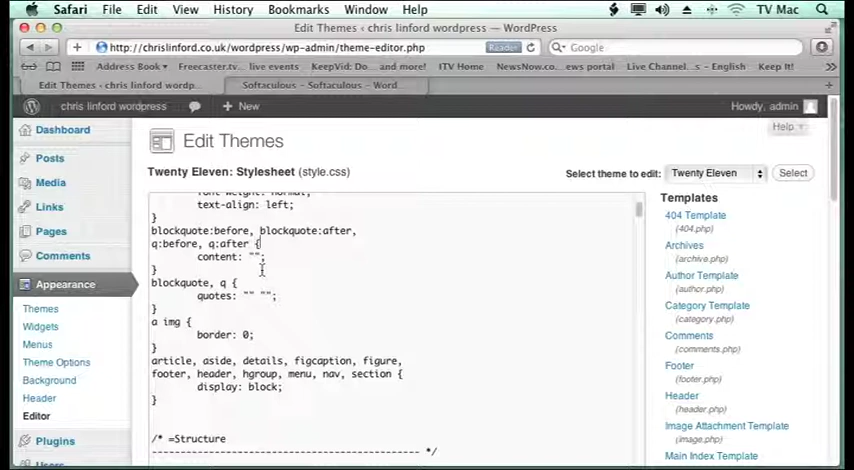 Safari File Edit View History Bookmarks Window Help TV Mac
Edit Themes ‹ chris linford wordpress — WordPress
http://chrislinford.co.uk/wordpress/wp-admin/theme-editor.php Reader Google
Address Book Freecaster.tv live events KeepVid: Do and more! ITV Home NewsNow.co... ews portal Live Channel... s – English Keep It!
Edit Themes ‹ chris linford wordp... Softaculous – Softaculous – Word...
chris linford wordpress + New Howdy, admin
Help
Dashboard
Posts
Media
Links
Pages
Comments
Appearance
Themes
Widgets
Menus
Theme Options
Background
Header
Editor
Plugins
Users
Edit Themes
Twenty Eleven: Stylesheet (style.css)
Select theme to edit: Twenty Eleven Select
font-weight: normal;
text-align: left;
}
blockquote:before, blockquote:after,
q:before, q:after {
content: "";
}
blockquote, q {
quotes: "" "";
}
a img {
border: 0;
}
article, aside, details, figcaption, figure,
footer, header, hgroup, menu, nav, section {
display: block;
}
/* =Structure
----------------------------------------------- */
Templates
404 Template
(404.php)
Archives
(archive.php)
Author Template
(author.php)
Category Template
(category.php)
Comments
(comments.php)
Footer
(footer.php)
Header
(header.php)
Image Attachment Template
(image.php)
Main Index Template